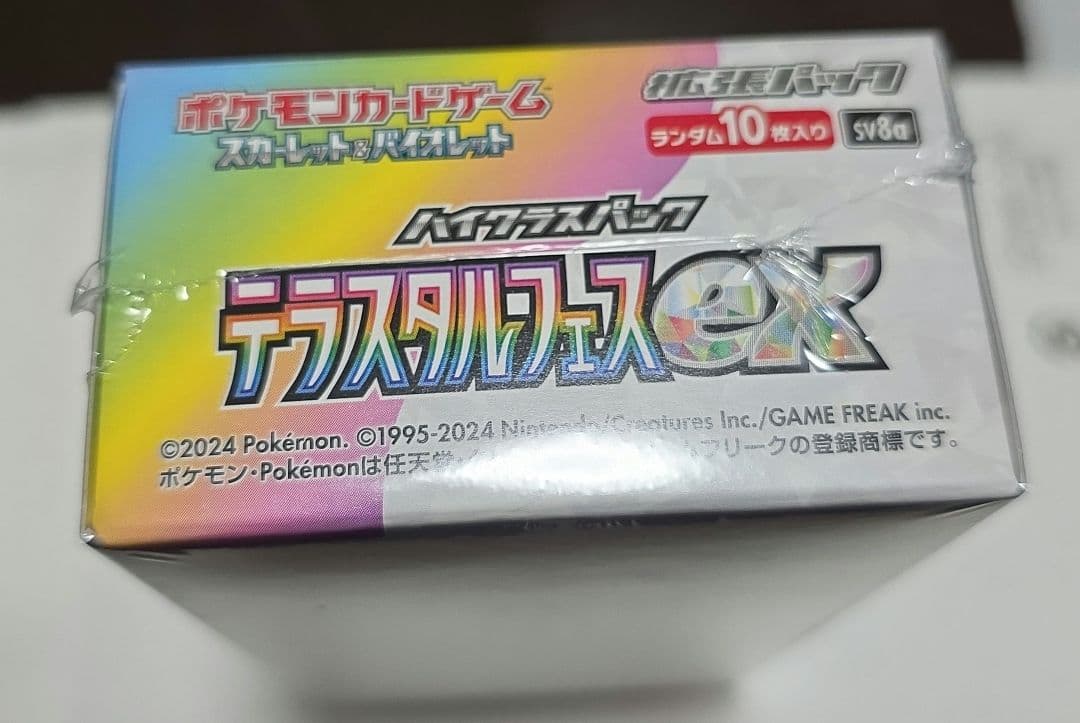 ポケモンカードゲーム
スカーレット&バイオレット
拡張パック
ランダム10枚入り
SV8a
ハイクラスパック
テラスタルフェスex
©2024 Pokémon. ©1995-2024 Nintendo/Creatures Inc./GAME FREAK inc.
ポケモン・Pokémonは任天堂・ フリークの登録商標です。